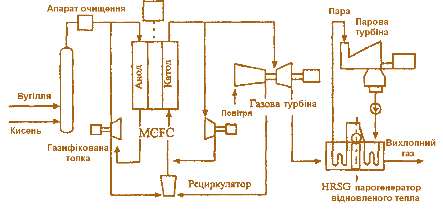 Апарат очищення
Пара
Парова
турбіна
Анод
Катод
Вугілля
Кисень
Газифікована
топка
MCFC
Повітря
Газова турбіна
Рециркулятор
Вихлопний
газ
HRSG парогенератор
відновленого тепла